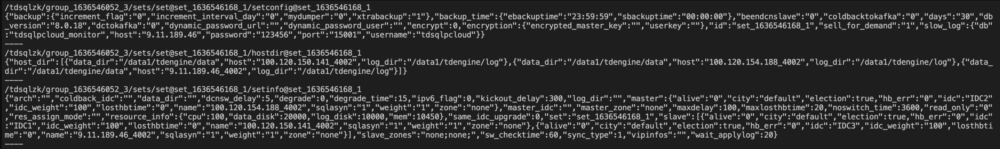 /tdsqlzk/group_1636546052_3/sets/set@set_1636546168_1/setconfig@set_1636546168_1
{"backup":{"increment_flag":"0","increment_interval_day":"0","mydumper":"0","xtrabackup":"1"},"backup_time":{"ebackuptime":"23:59:59","sbackuptime":"00:00:00"},"beendcnslave":"0","coldbacktokafka":"0","days":"30","db
_version":"8.0.18","dctokafka":"0","dynamic_password_url":"","dynamic_password_user":"","encrypt":0,"encryption":{"encrypted_master_key":"","userkey":""},"id":"set_1636546168_1","sell_for_demand":"1","slow_log":{"db"
:"tdsqlpcloud_monitor","host":"9.11.189.46","password":"123456","port":"15001","username":"tdsqlpcloud"}}
————
/tdsqlzk/group_1636546052_3/sets/set@set_1636546168_1/hostdir@set_1636546168_1
{"host_dir":[{"data_dir":"/data1/tdengine/data","host":"100.120.150.141_4002","log_dir":"/data1/tdengine/log"},{"data_dir":"/data1/tdengine/data","host":"100.120.154.188_4002","log_dir":"/data1/tdengine/log"},{"data_
dir":"/data1/tdengine/data","host":"9.11.189.46_4002","log_dir":"/data1/tdengine/log"}]}
————
/tdsqlzk/group_1636546052_3/sets/set@set_1636546168_1/setinfo@set_1636546168_1
{"arch":"","coldback_idc":"","data_dir":"","dcnsw_delay":5,"degrade":0,"degrade_time":15,"ipv6_flag":0,"kickout_delay":300,"log_dir":"","master":{"alive":"0","city":"default","election":true,"hb_err":"0","idc":"IDC2"
,"idc_weight":"100","losthbtime":"0","name":"100.120.154.188_4002","sqlasyn":"1","weight":"1","zone":"none"},"master_idc":"","master_zone":"none","maxdelay":100,"maxlosthbtime":20,"noswitch_time":3600,"read_only":"0"
,"res_assign_mode":"","resource_info":{"cpu":100,"data_disk":20000,"log_disk":10000,"mem":10450},"same_idc_upgrade":0,"set":"set_1636546168_1","slave":[{"alive":"0","city":"default","election":true,"hb_err":"0","idc"
:"IDC1","idc_weight":"100","losthbtime":"0","name":"100.120.150.141_4002","sqlasyn":"1","weight":"1","zone":"none"},{"alive":"0","city":"default","election":true,"hb_err":"0","idc":"IDC3","idc_weight":"100","losthbti
me":"0","name":"9.11.189.46_4002","sqlasyn":"1","weight":"1","zone":"none"}],"slave_zones":"none;none;","sw_checktime":60,"sync_type":1,"vipinfos":"","wait_applylog":20}
————